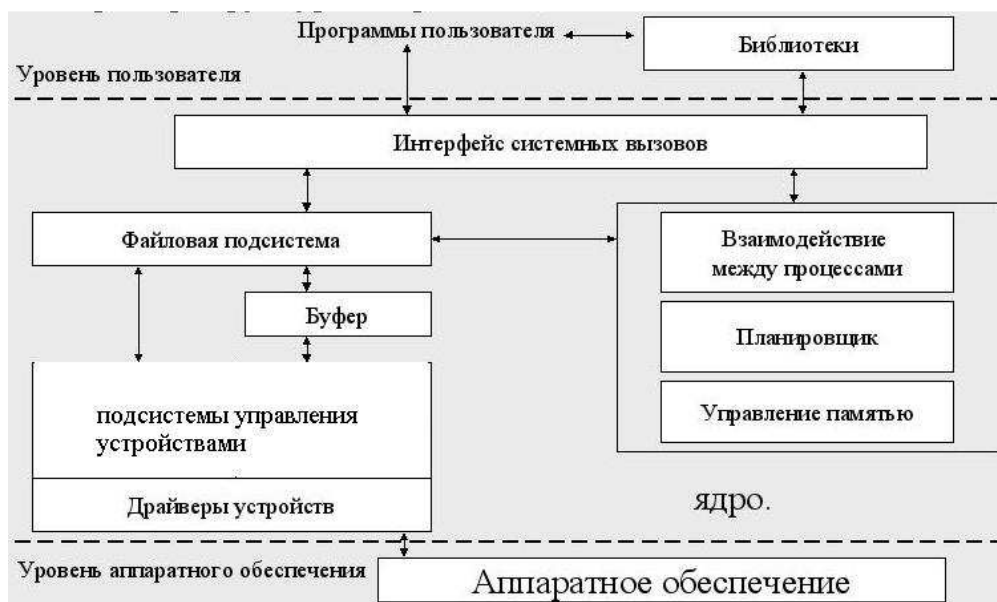 Программы пользователя
Библиотеки
Уровень пользователя
Интерфейс системных вызовов
Файловая подсистема
Взаимодействие
между процессами
Буфер
Планировщик
подсистемы управления
устройствами
Управление памятью
Драйверы устройств
ядро.
Уровень аппаратного обеспечения
Аппаратное обеспечение